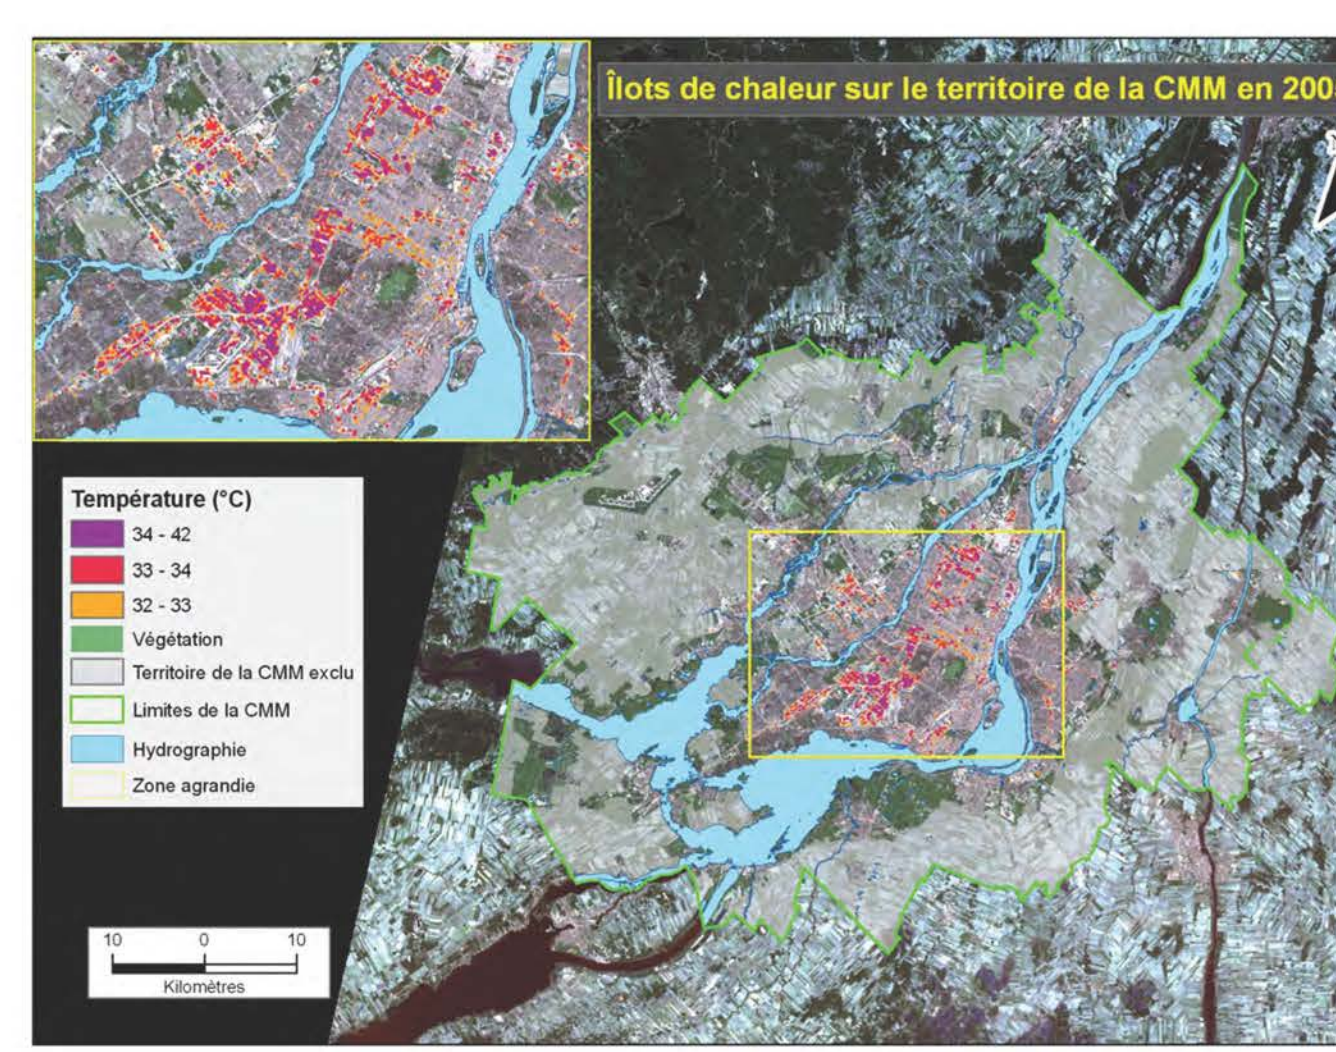 Îlots de chaleur sur le territoire de la CMM en 200
Température (°C)
34 - 42
33 - 34
32 - 33
Végétation
Territoire de la CMM exclu
Limites de la CMM
Hydrographie
Zone agrandie
10 0 10
Kilomètres